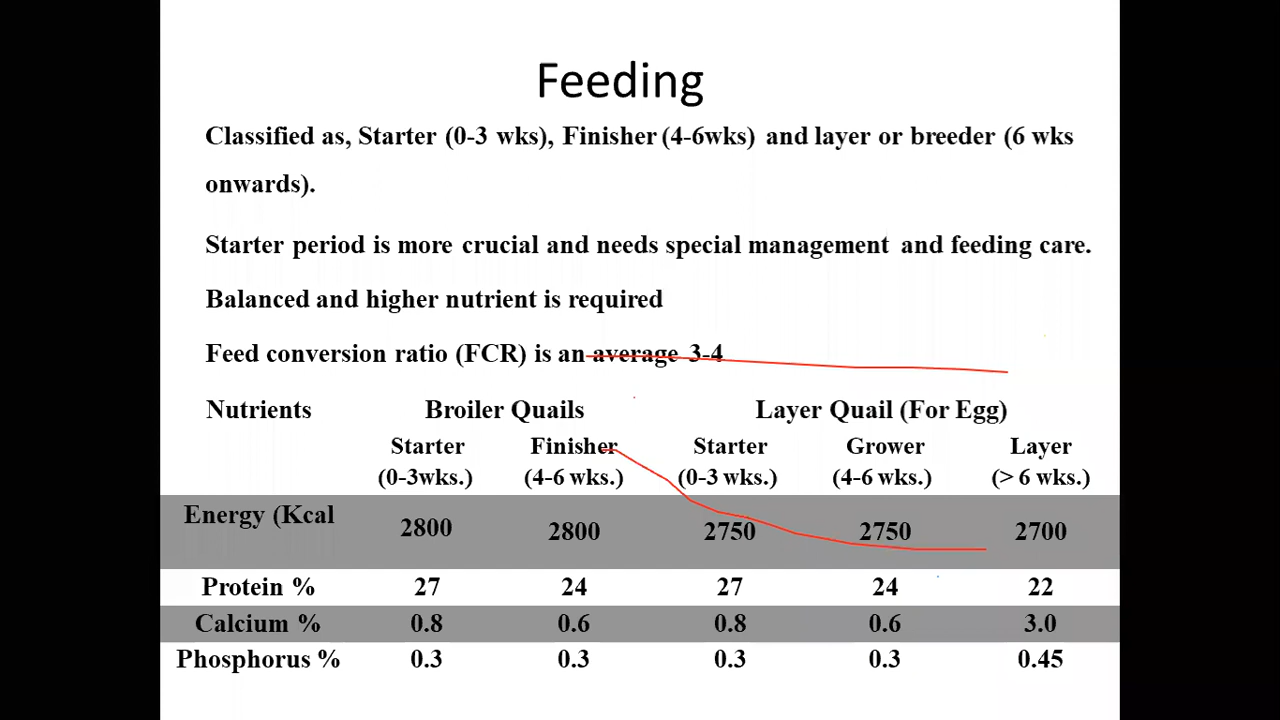 Feeding
Classified as, Starter (0-3 wks), Finisher (4-6wks) and layer or breeder (6 wks
onwards).
Starter period is more crucial and needs special management and feeding care.
Balanced and higher nutrient is required
Feed conversion ratio (FCR) is an average 3-4
Nutrients Broiler Quails Layer Quail (For Egg)
Starter Finisher Starter Grower Layer
(0-3wks.) (4-6 wks.) (0-3 wks.) (4-6 wks.) (> 6 wks.)
Energy (Kcal 2800 2800 2750 2750 2700
Protein % 27 24 27 24 22
Calcium % 0.8 0.6 0.8 0.6 3.0
Phosphorus % 0.3 0.3 0.3 0.3 0.45